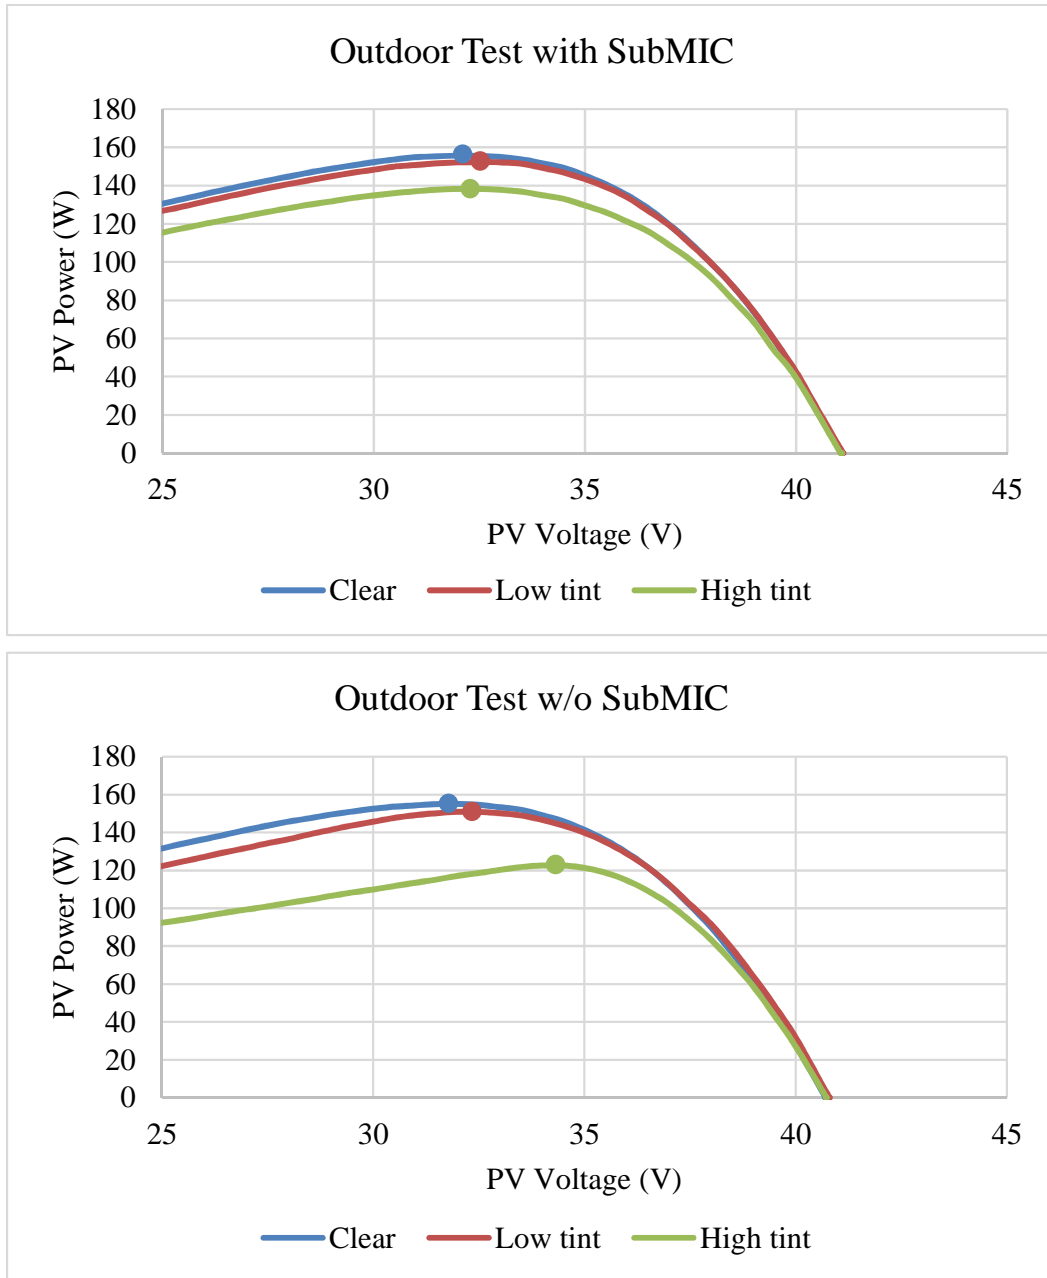 Outdoor Test with SubMIC
180
160
140
120
100
80
60
40
20
0
PV Power (W)
25 30 35 40 45
PV Voltage (V)
Clear Low tint High tint
Outdoor Test w/o SubMIC
180
160
140
120
100
80
60
40
20
0
PV Power (W)
25 30 35 40 45
PV Voltage (V)
Clear Low tint High tint